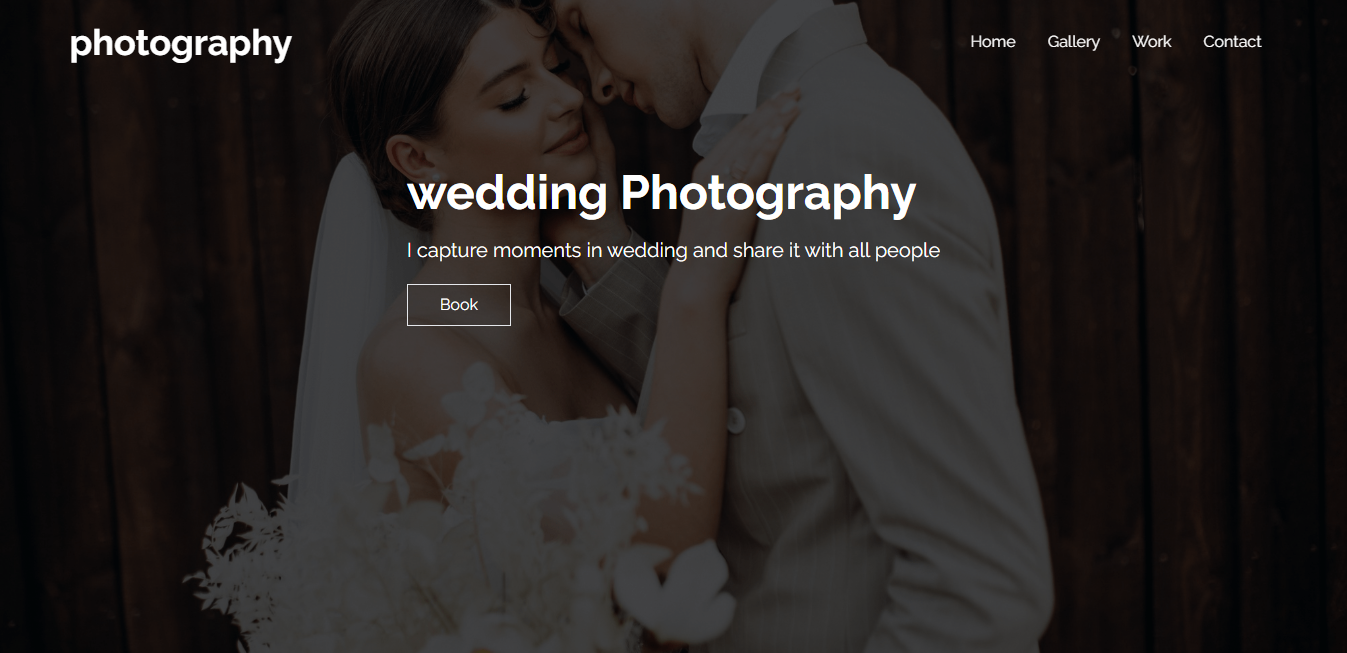 photography
Home Gallery Work Contact
wedding Photography
I capture moments in wedding and share it with all people
Book